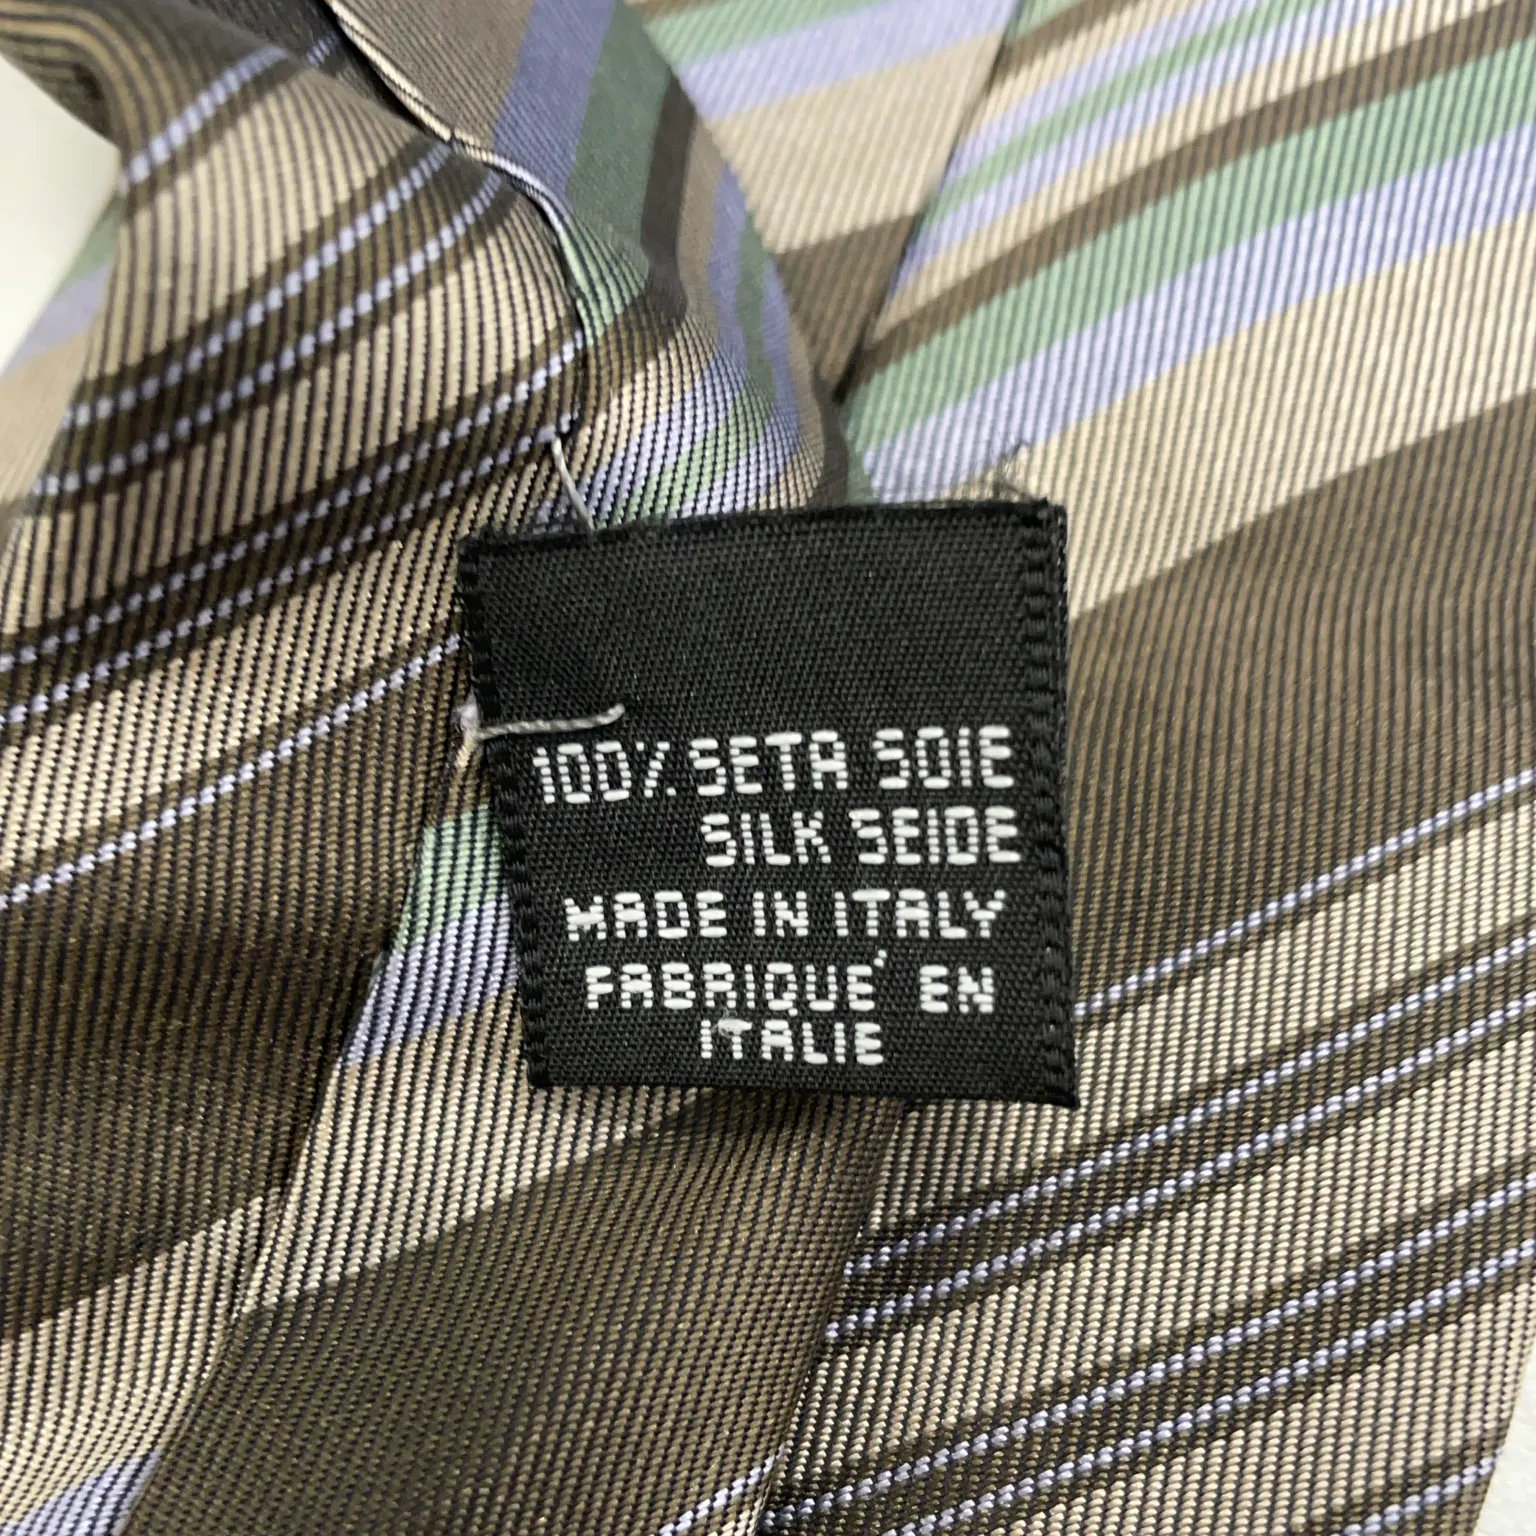 100% SETA SOIE
SILK SEIDE
MADE IN ITALY
FABRIQUE' EN
ITALIE